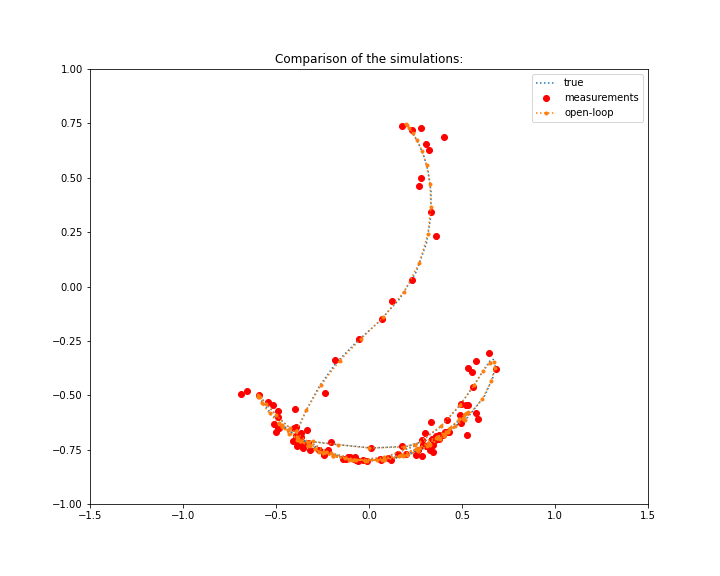 Comparison of the simulations:
true
measurements
open-loop
1.00
0.75
0.50
0.25
0.00
−0.25
−0.50
−0.75
−1.00
−1.5 −1.0 −0.5 0.0 0.5 1.0 1.5